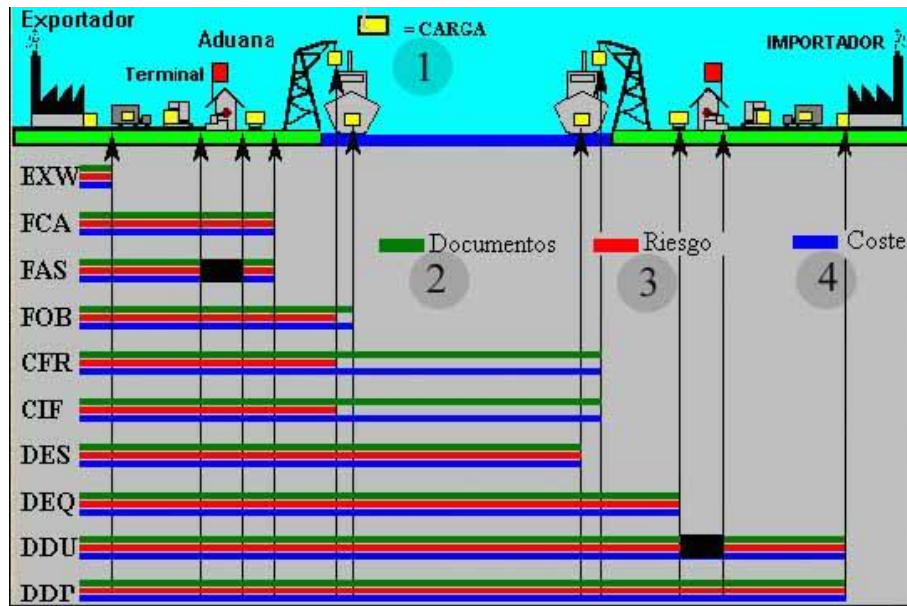 Exportador
= CARGA
Aduana
1
IMPORTADOR
Terminal
EXW
FCA
Documentos
Riesgo
Coste
FAS
2
3
4
FOB
CFR
CIF
DES
DEQ
DDU
DDP